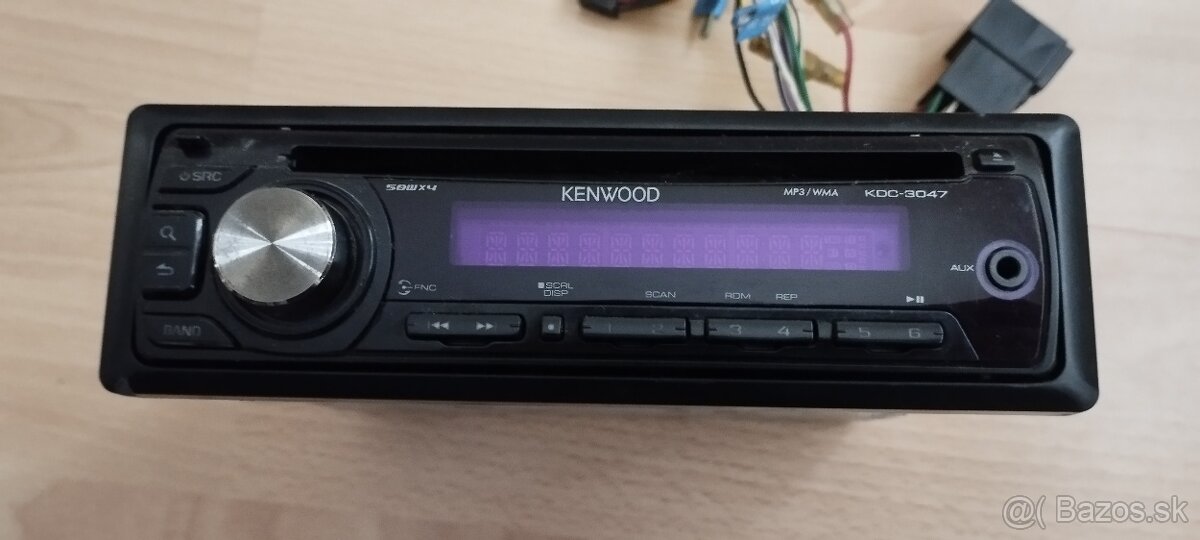 SRC
50W x 4
KENWOOD
MP3/WMA
KDC-3047
AUX
FNC
SCRL
DISP
SCAN
RDM
REP
BAND
1 2
3 4
5 6
@( Bazos.sk